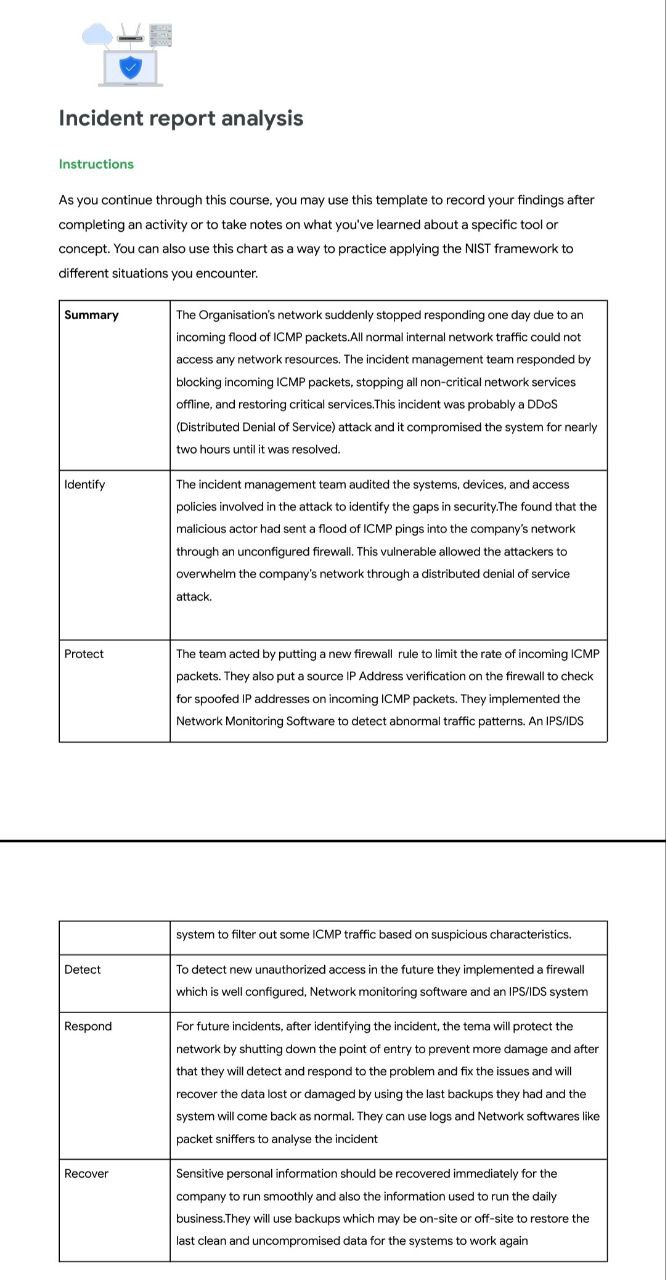 Incident report analysis
Instructions
As you continue through this course, you may use this template to record your findings after
completing an activity or to take notes on what you've learned about a specific tool or
concept. You can also use this chart as a way to practice applying the NIST framework to
different situations you encounter.
Summary
The Organisation's network suddenly stopped responding one day due to an
incoming flood of ICMP packets.All normal internal network traffic could not
access any network resources. The incident management team responded by
blocking incoming ICMP packets, stopping all non-critical network services
offline, and restoring critical services.This incident was probably a DDoS
(Distributed Denial of Service) attack and it compromised the system for nearly
two hours until it was resolved.
Identify
The incident management team audited the systems, devices, and access
policies involved in the attack to identify the gaps in security.The found that the
malicious actor had sent a flood of ICMP pings into the company's network
through an unconfigured firewall. This vulnerable allowed the attackers to
overwhelm the company's network through a distributed denial of service
attack.
Protect
The team acted by putting a new firewall rule to limit the rate of incoming ICMP
packets. They also put a source IP Address verification on the firewall to check
for spoofed IP addresses on incoming ICMP packets. They implemented the
Network Monitoring Software to detect abnormal traffic patterns. An IPS/IDS
system to filter out some ICMP traffic based on suspicious characteristics.
Detect
To detect new unauthorized access in the future they implemented a firewall
which is well configured, Network monitoring software and an IPS/IDS system
Respond
For future incidents, after identifying the incident, the tema will protect the
network by shutting down the point of entry to prevent more damage and after
that they will detect and respond to the problem and fix the issues and will
recover the data lost or damaged by using the last backups they had and the
system will come back as normal. They can use logs and Network softwares like
packet sniffers to analyse the incident
Recover
Sensitive personal information should be recovered immediately for the
company to run smoothly and also the information used to run the daily
business.They will use backups which may be on-site or off-site to restore the
last clean and uncompromised data for the systems to work again